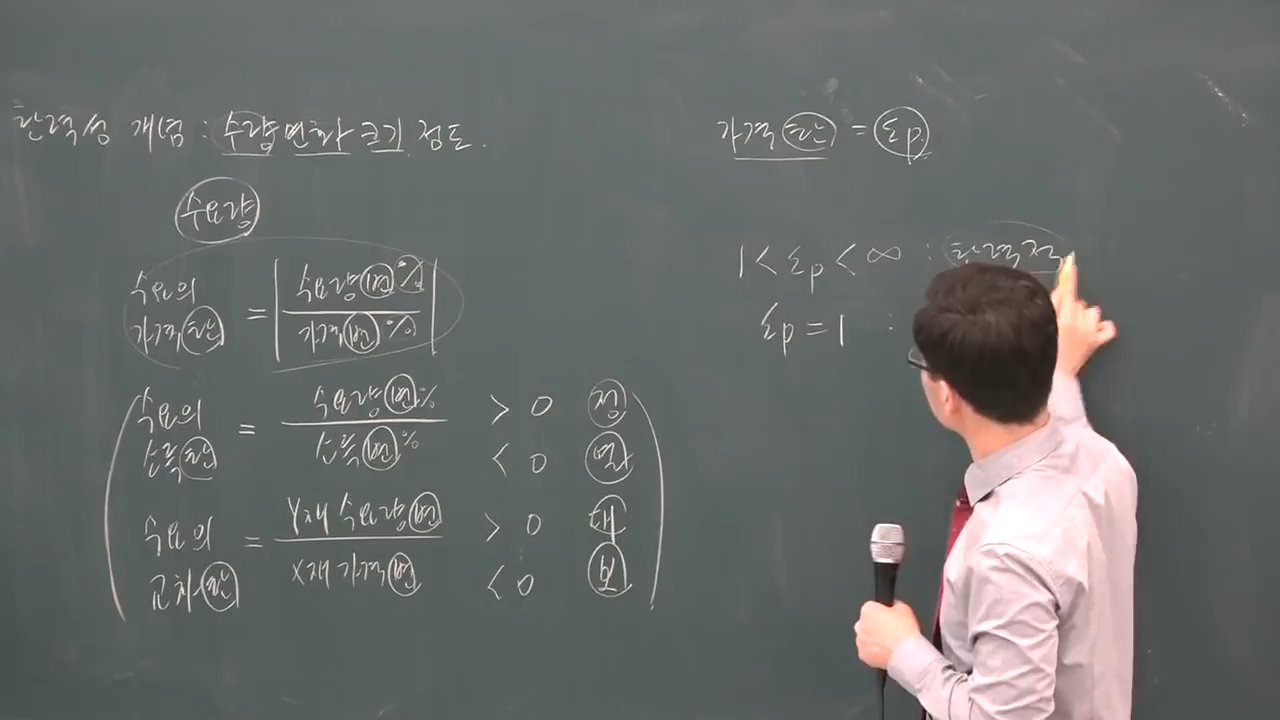 탄력성 개념 : 수량 변화 크기 정도.
수요량
수요의 가격탄 = | 수요량 변 % / 가격 변 % |
수요의 소득탄 = 수요량 변 % / 소득 변 %
> 0 정
< 0 열
수요의 교차탄 = Y재 수요량 변 / X재 가격 변
> 0 대
< 0 보
가격탄 = εp
1 < εp < ∞ : 탄력적
εp = 1 :